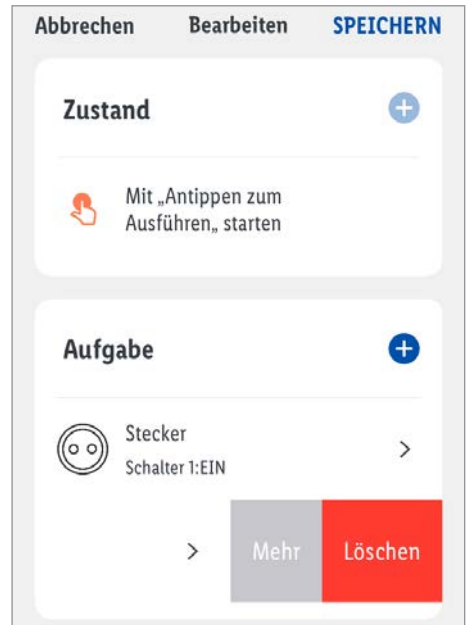 Abbrechen Bearbeiten SPEICHERN
Zustand
Mit „Antippen zum
Ausführen„ starten
Aufgabe
Stecker
Schalter 1:EIN
Mehr Löschen